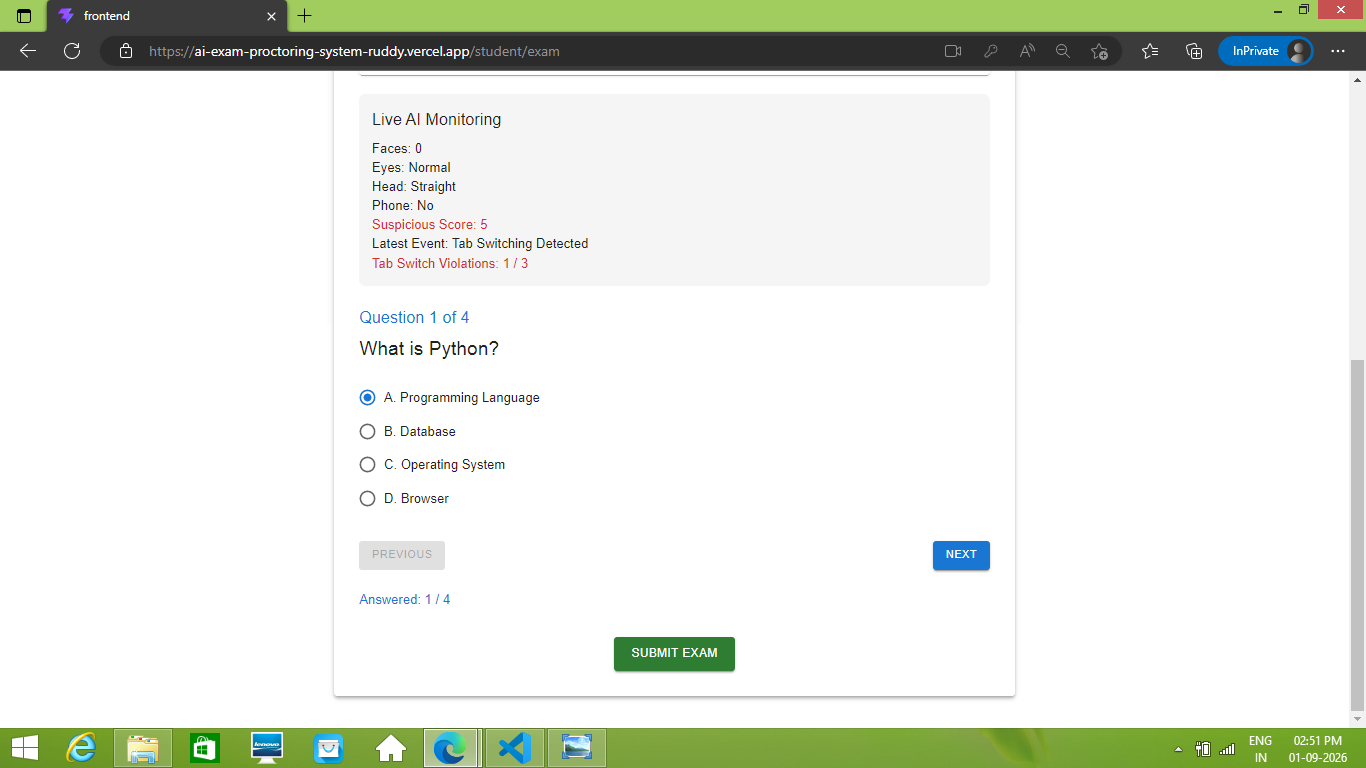 frontend
https://ai-exam-proctoring-system-ruddy.vercel.app/student/exam
InPrivate
Live AI Monitoring
Faces: 0
Eyes: Normal
Head: Straight
Phone: No
Suspicious Score: 5
Latest Event: Tab Switching Detected
Tab Switch Violations: 1 / 3
Question 1 of 4
What is Python?
A. Programming Language
B. Database
C. Operating System
D. Browser
PREVIOUS
NEXT
Answered: 1 / 4
SUBMIT EXAM
lenovo
ENG
IN
02:51 PM
01-09-2026